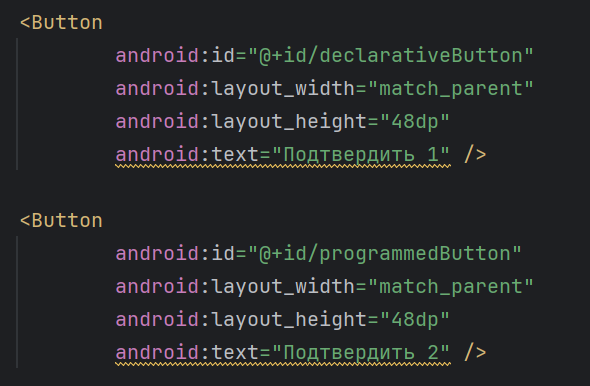 <Button
android:id="@+id/declarativeButton"
android:layout_width="match_parent"
android:layout_height="48dp"
android:text="Подтвердить 1" />
<Button
android:id="@+id/programmedButton"
android:layout_width="match_parent"
android:layout_height="48dp"
android:text="Подтвердить 2" />